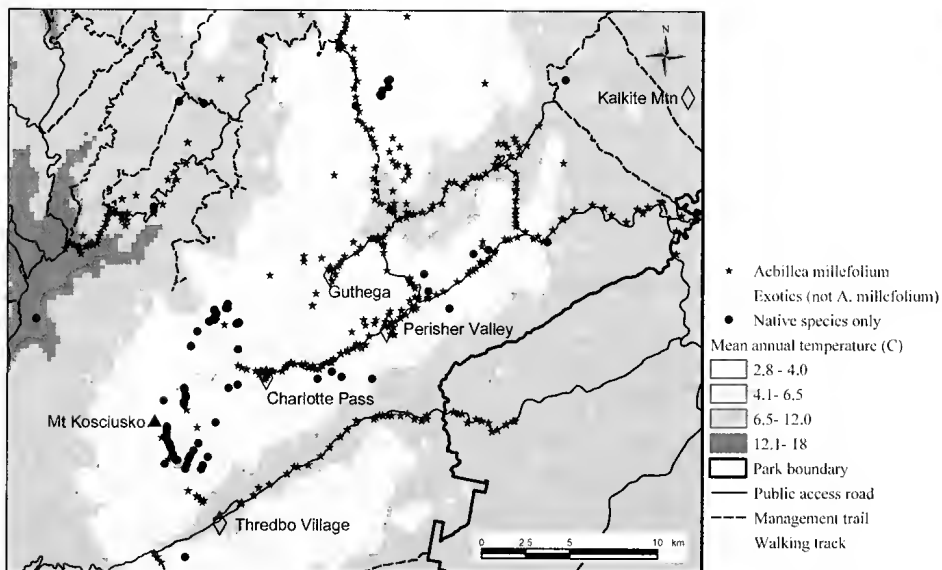 N
Kalkite Mtn
Guthega
Perisher Valley
Charlotte Pass
Mt Kosciusko
Thredbo Village
0 2.5 5 10
km
Achillea millefolium
Exotics (not A. millefolium)
Native species only
Mean annual temperature (C)
2.8 - 4.0
4.1 - 6.5
6.5 - 12.0
12.1 - 18
Park boundary
Public access road
Management trail
Walking track